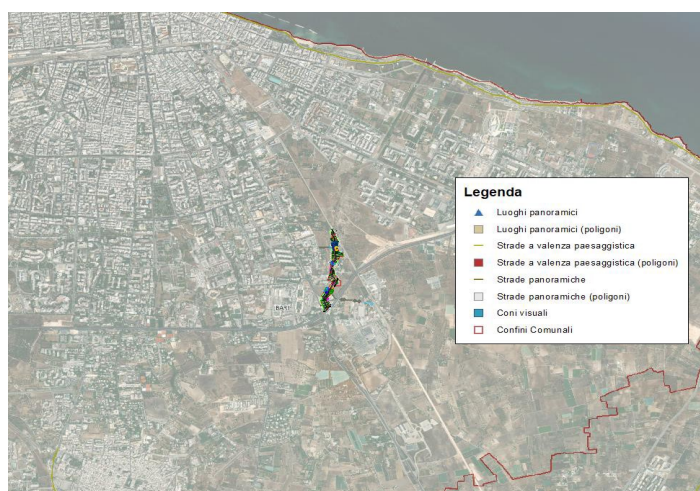 BARI
Legenda
Luoghi panoramici
Luoghi panoramici (poligoni)
Strade a valenza paesaggistica
Strade a valenza paesaggistica (poligoni)
Strade panoramiche
Strade panoramiche (poligoni)
Coni visuali
Confini Comunali